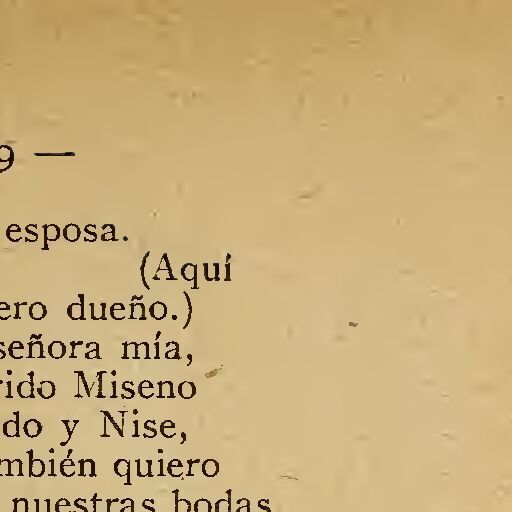 9 —
esposa.
(Aquí
ero dueño.)
señora mía,
rido Miseno
do y Nise,
mbién quiero
nuestras bodas